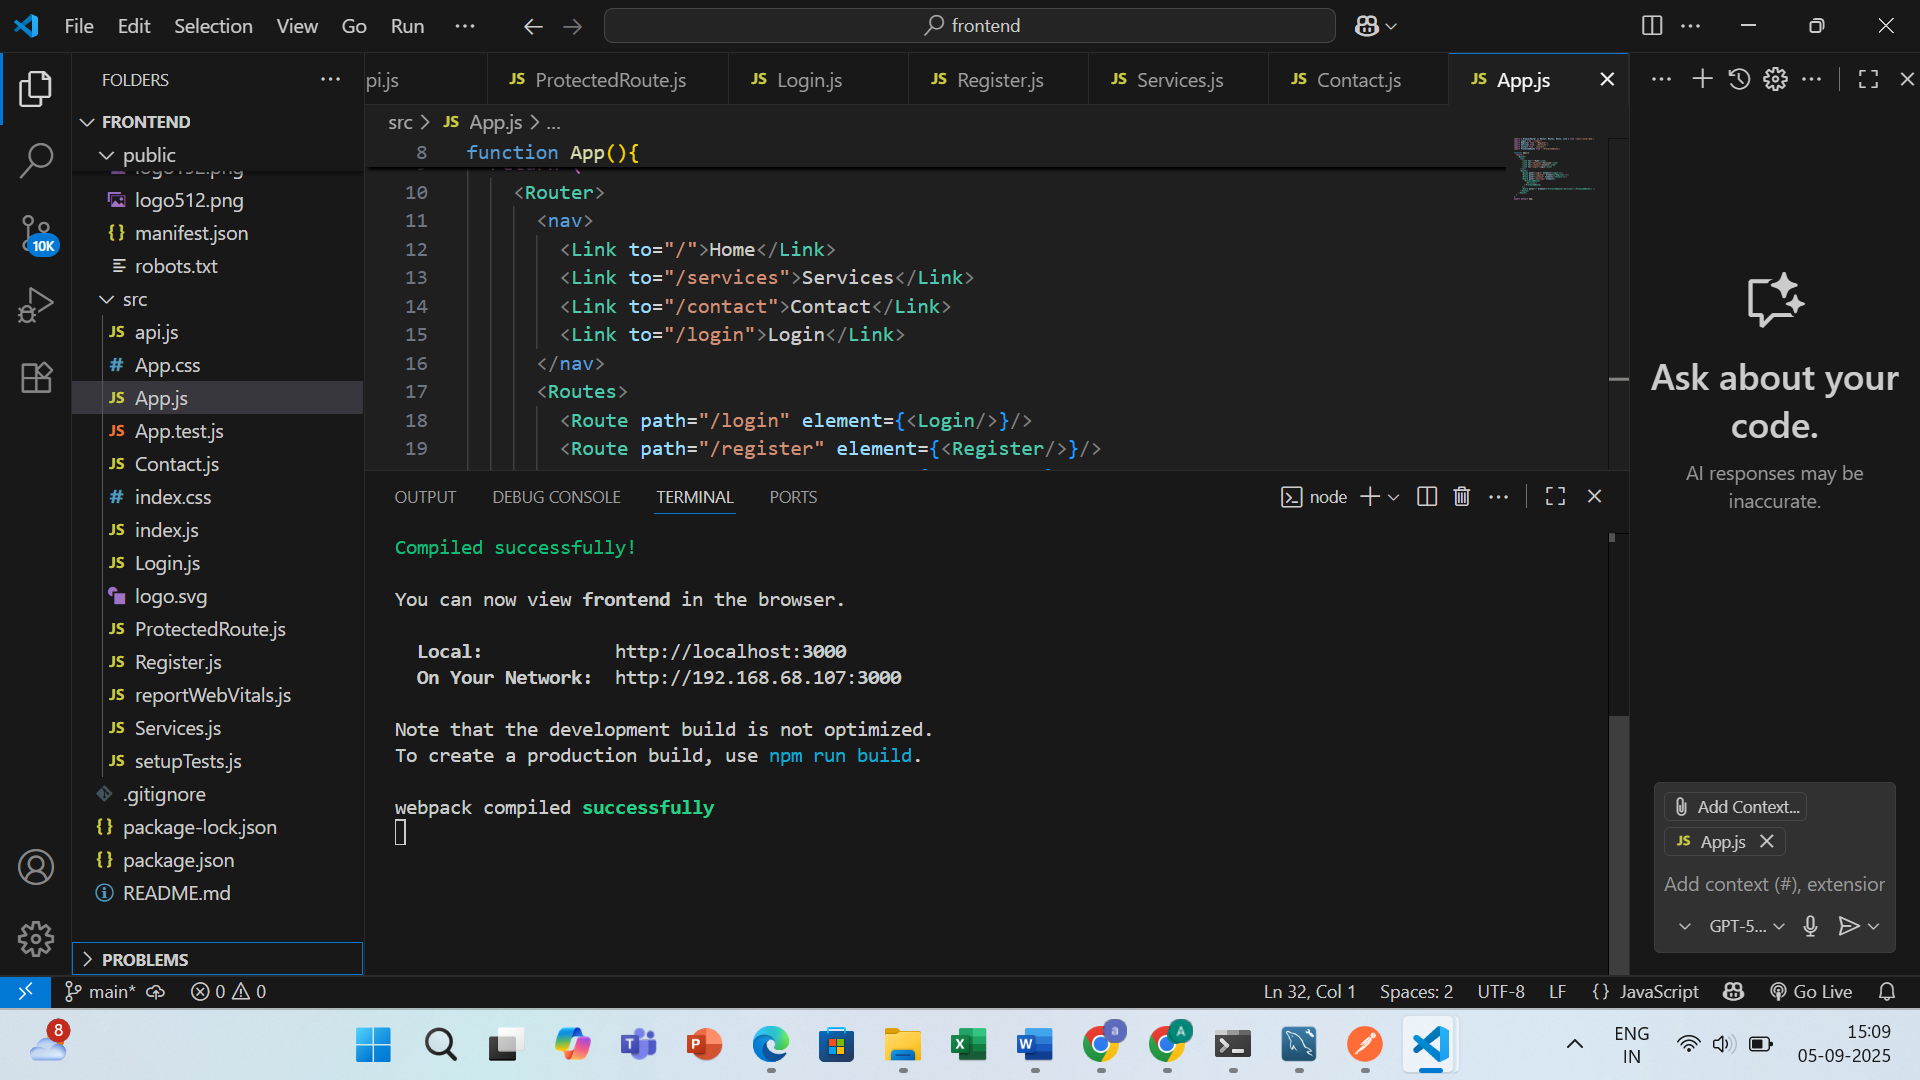 File Edit Selection View Go Run ··· frontend
FOLDERS
FRONTEND
public
logo192.png
logo512.png
manifest.json
robots.txt
src
api.js
App.css
App.js
App.test.js
Contact.js
index.css
index.js
Login.js
logo.svg
ProtectedRoute.js
Register.js
reportWebVitals.js
Services.js
setupTests.js
.gitignore
package-lock.json
package.json
README.md
PROBLEMS
10K
pi.js JS ProtectedRoute.js JS Login.js JS Register.js JS Services.js JS Contact.js JS App.js
src > JS App.js > ...
8 function App(){
10 <Router>
11 <nav>
12 <Link to="/">Home</Link>
13 <Link to="/services">Services</Link>
14 <Link to="/contact">Contact</Link>
15 <Link to="/login">Login</Link>
16 </nav>
17 <Routes>
18 <Route path="/login" element={<Login/>}/>
19 <Route path="/register" element={<Register/>}/>
OUTPUT DEBUG CONSOLE TERMINAL PORTS node
Compiled successfully!
You can now view frontend in the browser.
Local: http://localhost:3000
On Your Network: http://192.168.68.107:3000
Note that the development build is not optimized.
To create a production build, use npm run build.
webpack compiled successfully
Ask about your
code.
AI responses may be
inaccurate.
Add Context...
JS App.js
Add context (#), extension
GPT-5...
main* 0 0 Ln 32, Col 1 Spaces: 2 UTF-8 LF {} JavaScript Go Live
8
ENG
IN
15:09
05-09-2025